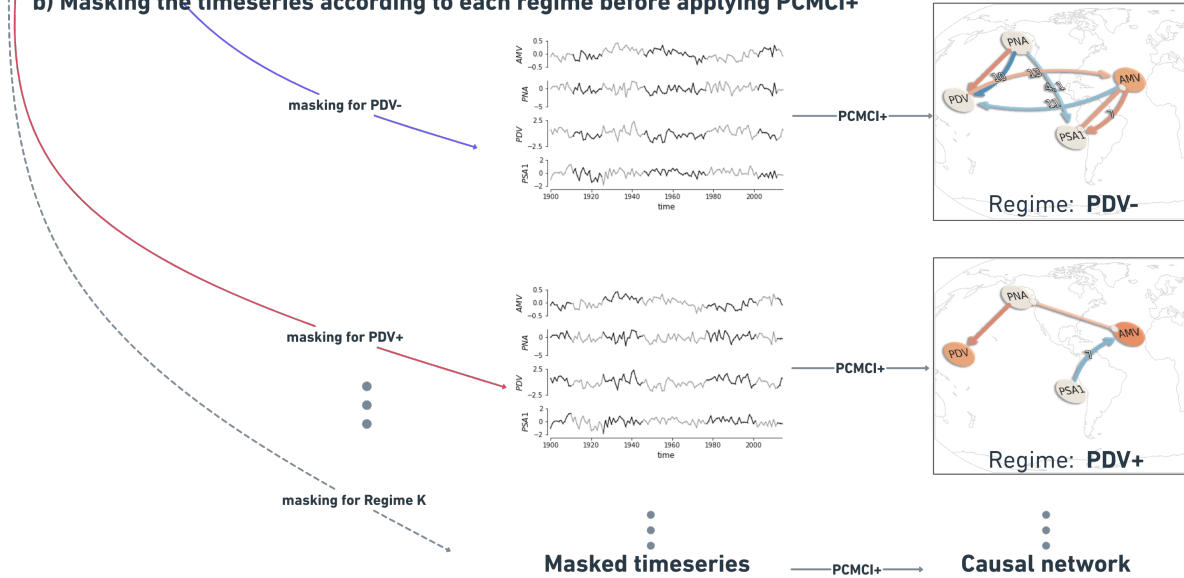 b) Masking the timeseries according to each regime before applying PCMCI+
masking for PDV-
AMV
0.5
0.0
−0.5
PNA
0
−5
PDV
2.5
−2.5
PSA1
2
0
−2
1900 1920 1940 1960 1980 2000
time
PCMCI+
PNA
AMV
PDV
PSA1
7
Regime: PDV-
masking for PDV+
AMV
0.5
0.0
−0.5
PNA
0
−5
PDV
2.5
−2.5
PSA1
2
0
−2
1900 1920 1940 1960 1980 2000
time
PCMCI+
PNA
AMV
PDV
7
PSA1
Regime: PDV+
masking for Regime K
Masked timeseries
PCMCI+
Causal network